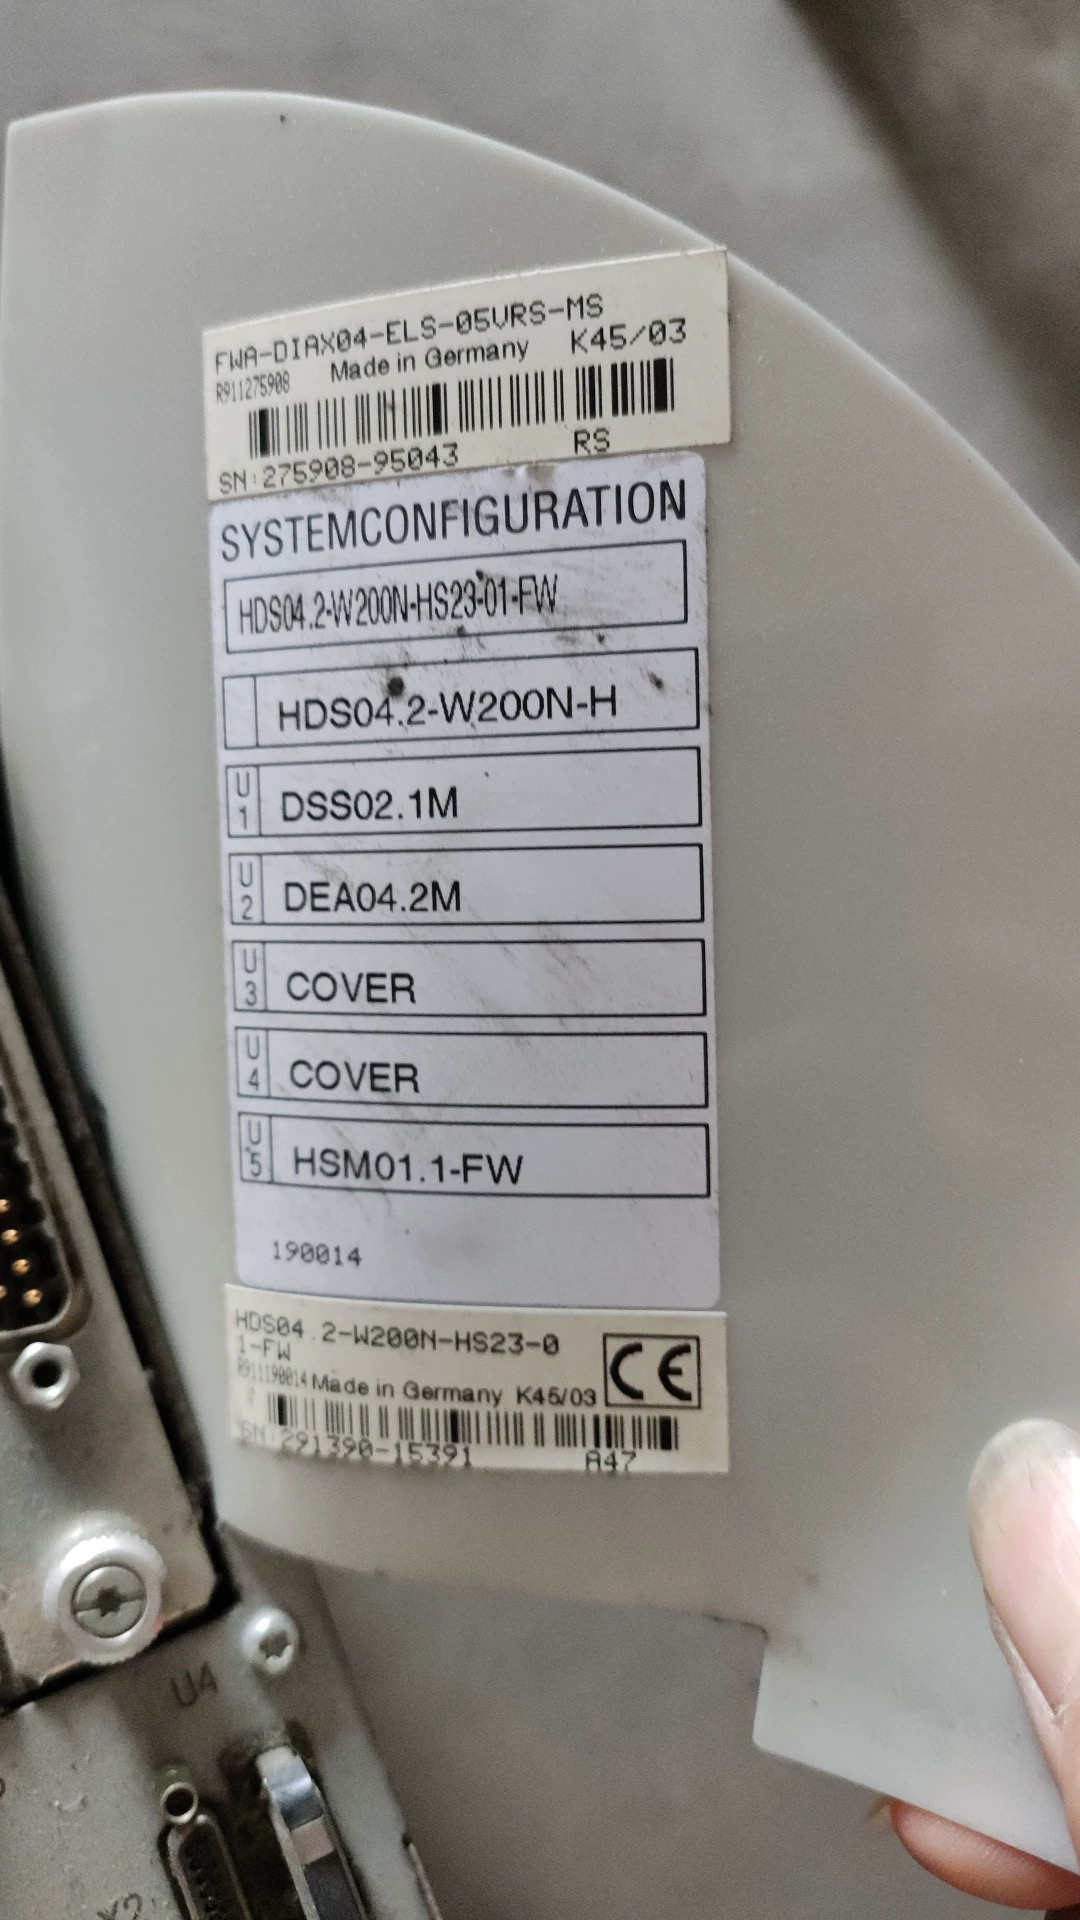 FWA-DIAX04-ELS-05VRS-MS
R911275908 Made in Germany K45/03
SN:275908-95043 RS
SYSTEMCONFIGURATION
HDS04.2-W200N-HS23-01-FW
HDS04.2-W200N-H
U1 DSS02.1M
U2 DEA04.2M
U3 COVER
U4 COVER
U5 HSM01.1-FW
190014
HDS04.2-W200N-HS23-0
1-FW
R911190014 Made in Germany K45/03
CE
SN:291390-15391 A47
U4